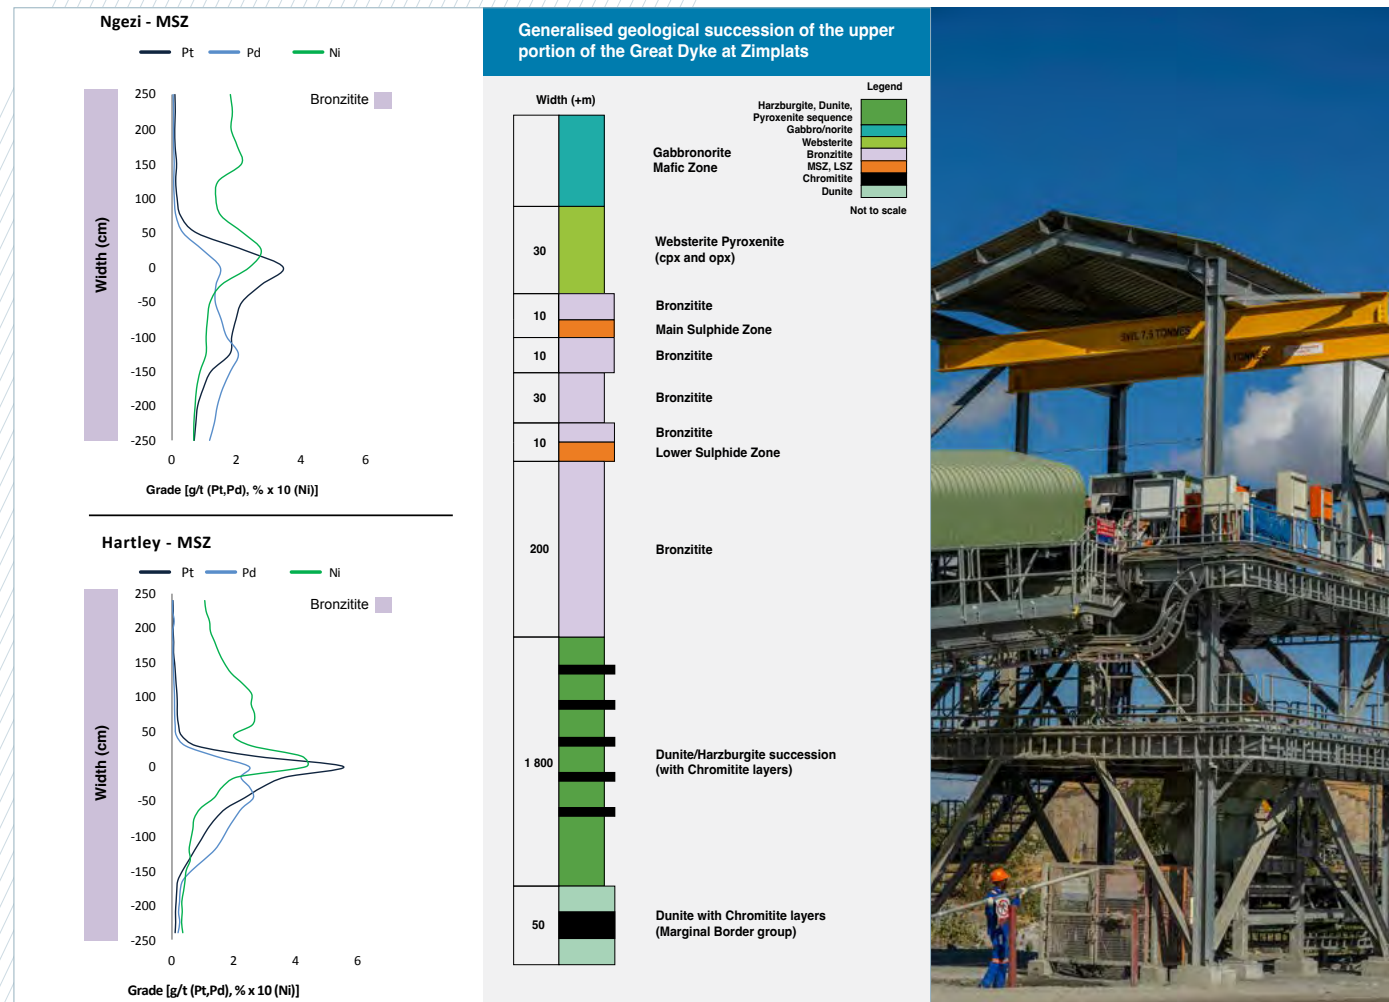 Ngezi - MSZ
Pt Pd Ni
Bronzitite
Width (cm)
250
200
150
100
50
0
-50
-100
-150
-200
-250
0 2 4 6
Grade [g/t (Pt,Pd), % x 10 (Ni)]
Hartley - MSZ
Pt Pd Ni
Bronzitite
Width (cm)
250
200
150
100
50
0
-50
-100
-150
-200
-250
0 2 4 6
Grade [g/t (Pt,Pd), % x 10 (Ni)]
Generalised geological succession of the upper
portion of the Great Dyke at Zimplats
Width (+m)
Legend
Harzburgite, Dunite,
Pyroxenite sequence
Gabbro/norite
Websterite
Bronzitite
MSZ, LSZ
Chromitite
Dunite
Not to scale
Gabbronorite
Mafic Zone
30
Websterite Pyroxenite
(cpx and opx)
10
Bronzitite
Main Sulphide Zone
10
Bronzitite
30
Bronzitite
10
Bronzitite
Lower Sulphide Zone
200
Bronzitite
1 800
Dunite/Harzburgite succession
(with Chromitite layers)
50
Dunite with Chromitite layers
(Marginal Border group)
SWL 7.5 TONNES
TONNES